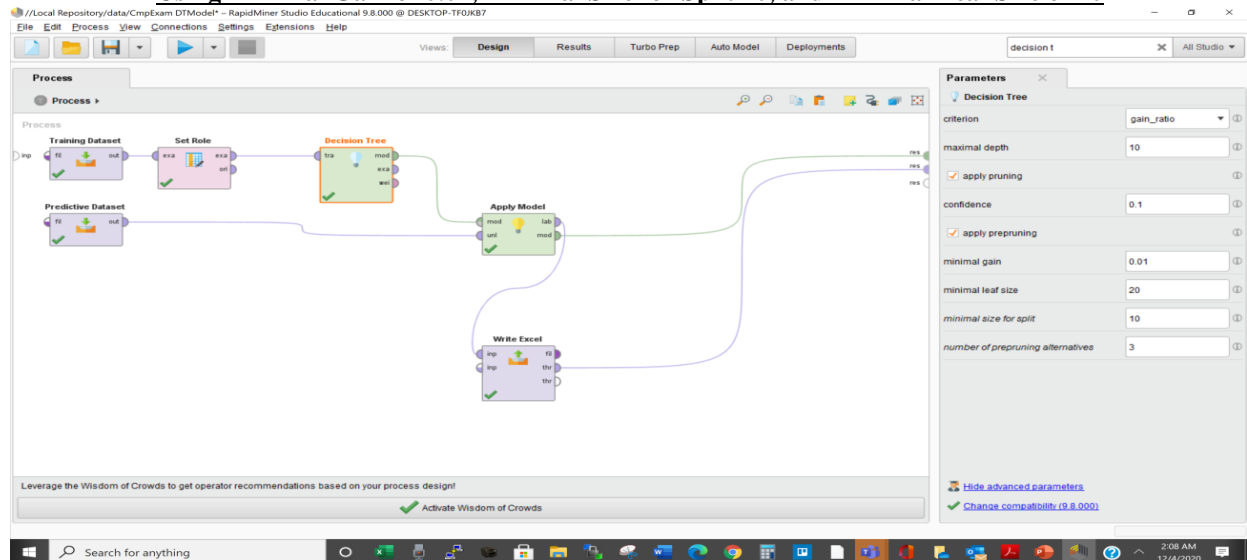 //Local Repository/data/CmpExam DTModel* – RapidMiner Studio Educational 9.8.000 @ DESKTOP-TF0JKB7
File Edit Process View Connections Settings Extensions Help
Views: Design Results Turbo Prep Auto Model Deployments decision t All Studio
Process
Process
Process
inp
Training Dataset
fil out
Set Role
exa exa
ori
Decision Tree
tra mod
exa
wei
Predictive Dataset
fil out
Apply Model
mod lab
unl mod
Write Excel
inp fil
inp thr
thr
res
res
res
Leverage the Wisdom of Crowds to get operator recommendations based on your process design!
Activate Wisdom of Crowds
Parameters
Decision Tree
criterion gain_ratio
maximal depth 10
apply pruning
confidence 0.1
apply prepruning
minimal gain 0.01
minimal leaf size 20
minimal size for split 10
number of prepruning alternatives 3
Hide advanced parameters
Change compatibility (9.8.000)
Search for anything
2:08 AM
12/4/2020